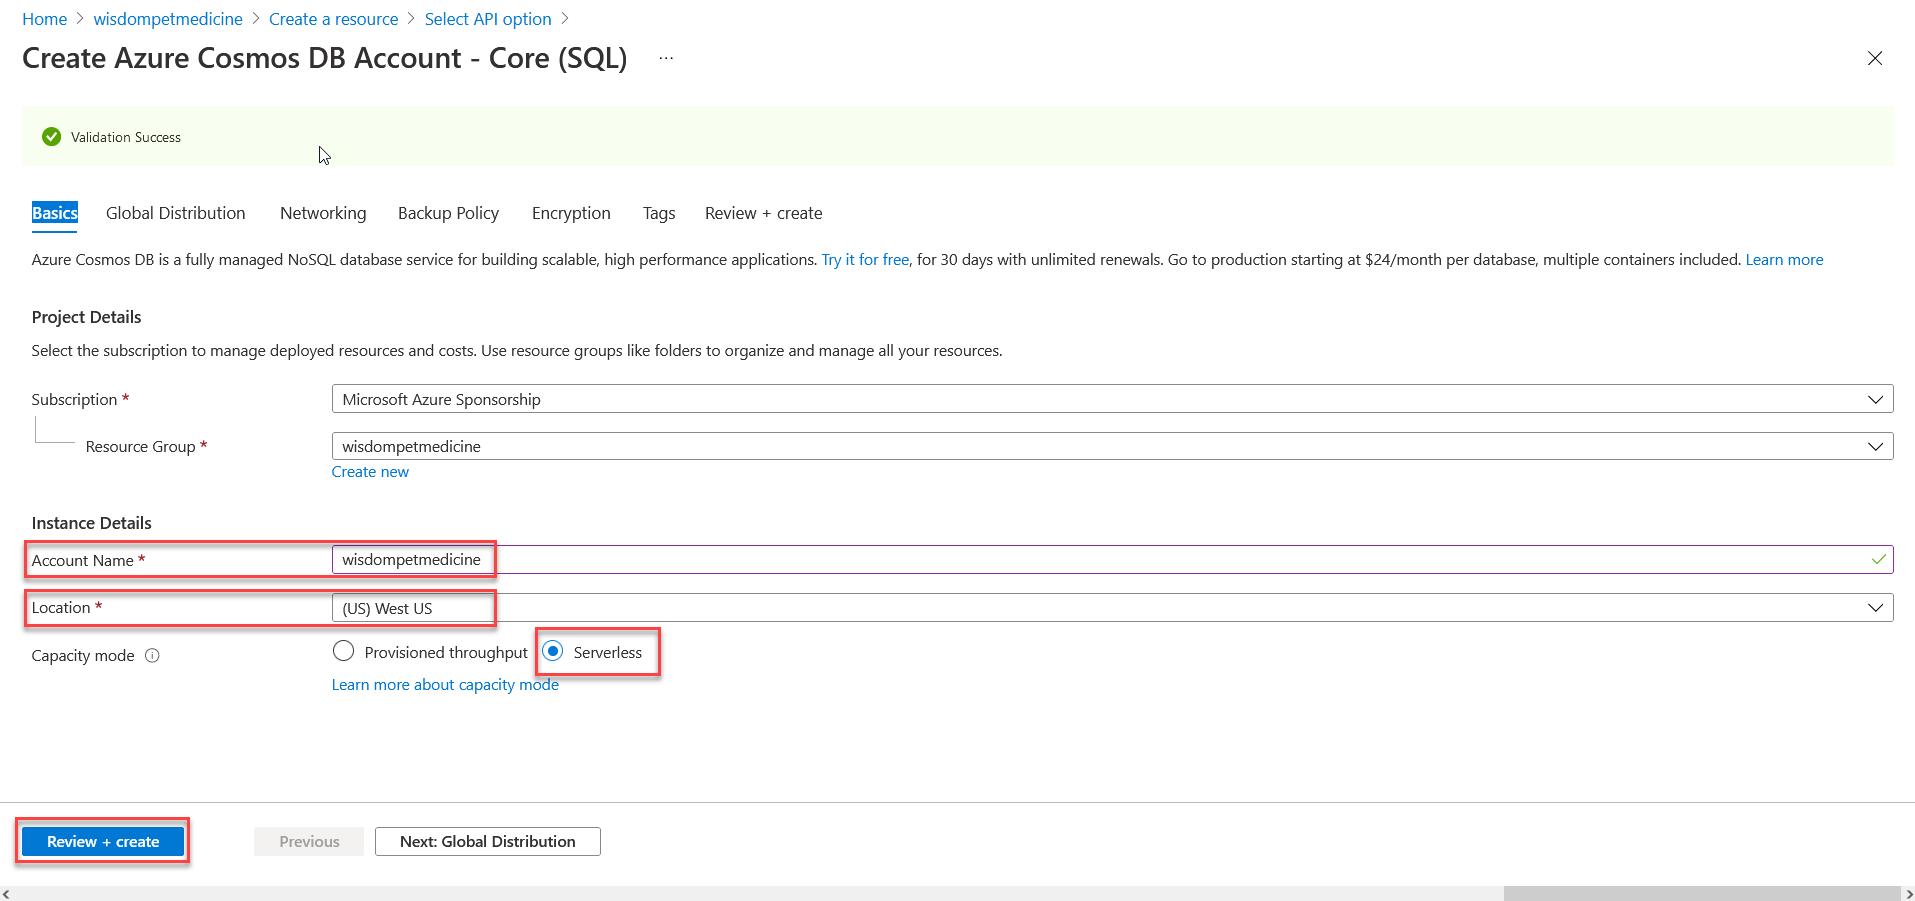 Home > wisdompetmedicine > Create a resource > Select API option >
Create Azure Cosmos DB Account - Core (SQL) ...
Validation Success
Basics Global Distribution Networking Backup Policy Encryption Tags Review + create
Azure Cosmos DB is a fully managed NoSQL database service for building scalable, high performance applications. Try it for free, for 30 days with unlimited renewals. Go to production starting at $24/month per database, multiple containers included. Learn more
Project Details
Select the subscription to manage deployed resources and costs. Use resource groups like folders to organize and manage all your resources.
Subscription * Microsoft Azure Sponsorship
Resource Group * wisdompetmedicine
Create new
Instance Details
Account Name * wisdompetmedicine
Location * (US) West US
Capacity mode Provisioned throughput Serverless
Learn more about capacity mode
Review + create Previous Next: Global Distribution